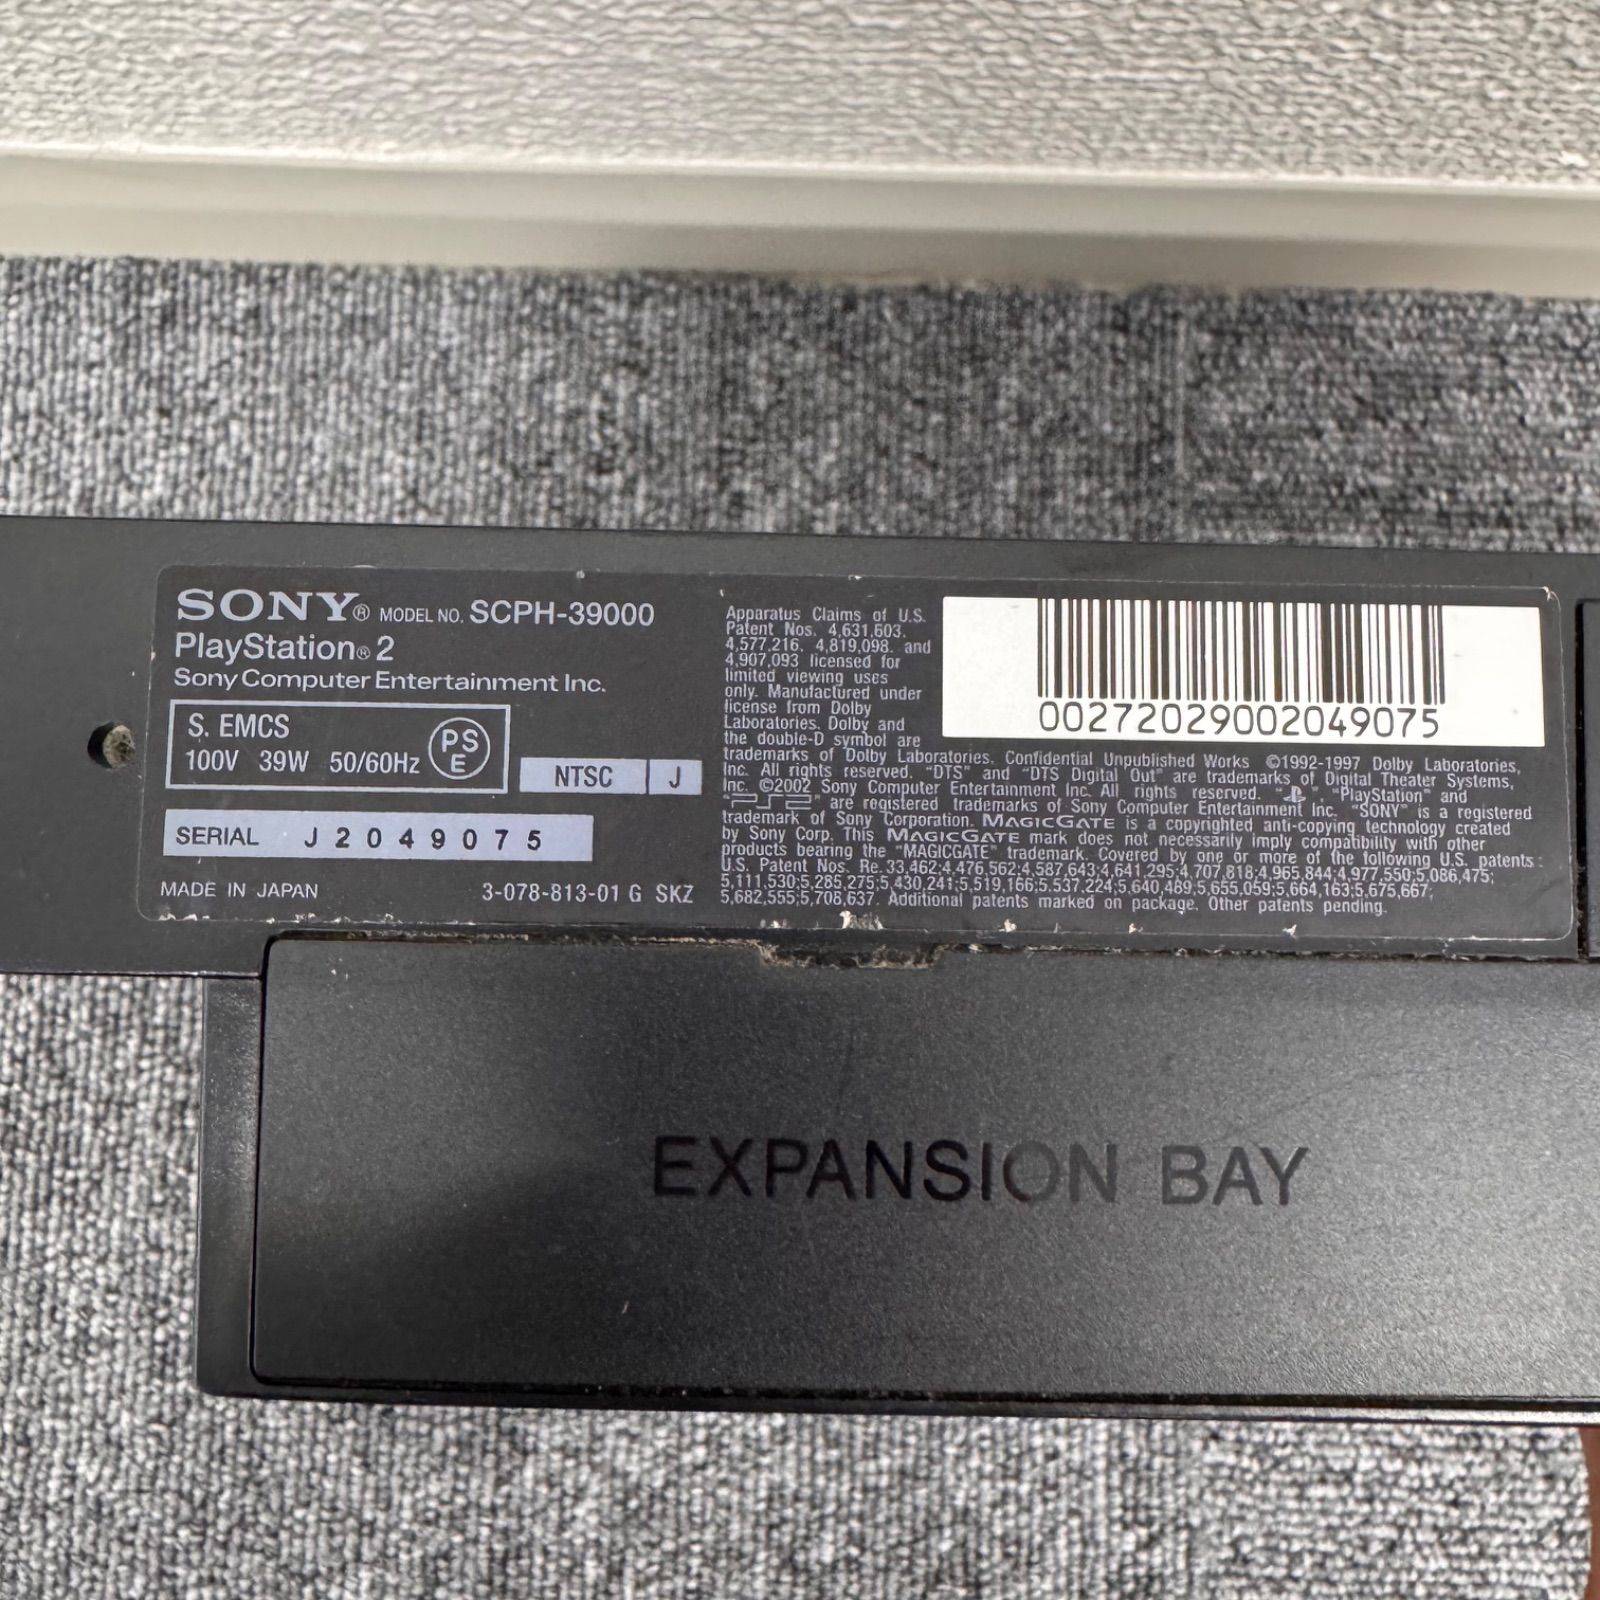 SONY® MODEL NO. SCPH-39000
PlayStation® 2
Sony Computer Entertainment Inc.
S. EMCS
100V 39W 50/60Hz
PS
E
NTSC J
SERIAL J2049075
MADE IN JAPAN 3-078-813-01 G SKZ
Apparatus Claims of U.S.
Patent Nos. 4,631,603,
4,577,216, 4,819,098, and
4,907,093 licensed for
limited viewing uses
only. Manufactured under
license from Dolby
Laboratories. Dolby and
the double-D symbol are
trademarks of Dolby Laboratories. Confidential Unpublished Works ©1992-1997 Dolby Laboratories,
Inc. All rights reserved. "DTS" and "DTS Digital Out" are trademarks of Digital Theater Systems,
Inc. ©2002 Sony Computer Entertainment Inc. All rights reserved. " ", "PlayStation" and
"PS2" are registered trademarks of Sony Computer Entertainment Inc. "SONY" is a registered
trademark of Sony Corporation. MAGICGATE is a copyrighted anti-copying technology created
by Sony Corp. This MAGICGATE mark does not necessarily imply compatibility with other
products bearing the "MAGICGATE" trademark. Covered by one or more of the following U.S. patents:
U.S. Patent Nos. Re. 33,462;4,476,562;4,587,643;4,641,295;4,707,818;4,965,844;4,977,550;5,086,475;
5,111,530;5,285,275;5,430,241;5,519,166;5,537,224;5,640,489;5,655,059;5,664,163;5,675,667;
5,682,555;5,708,637. Additional patents marked on package. Other patents pending.
00272029002049075
EXPANSION BAY